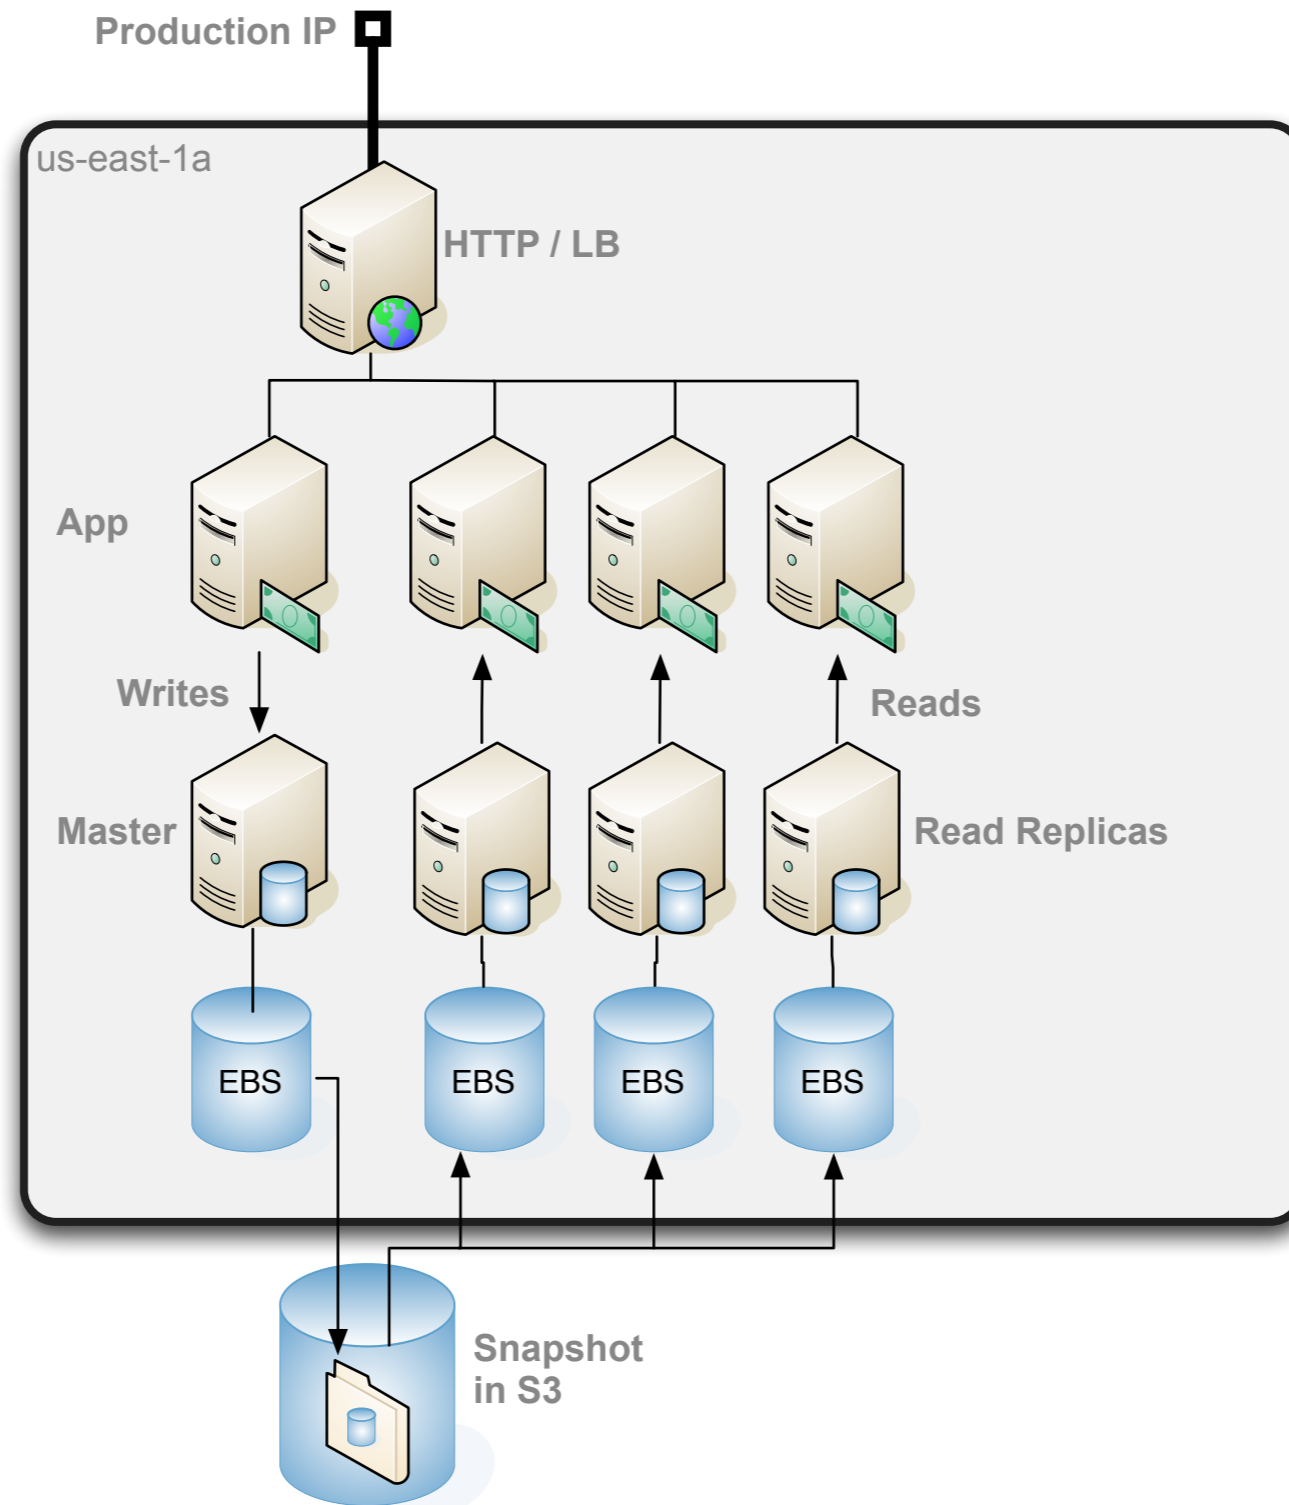 Production IP
us-east-1a
HTTP / LB
App
Writes
Reads
Master
Read Replicas
EBS
EBS
EBS
EBS
Snapshot
in S3